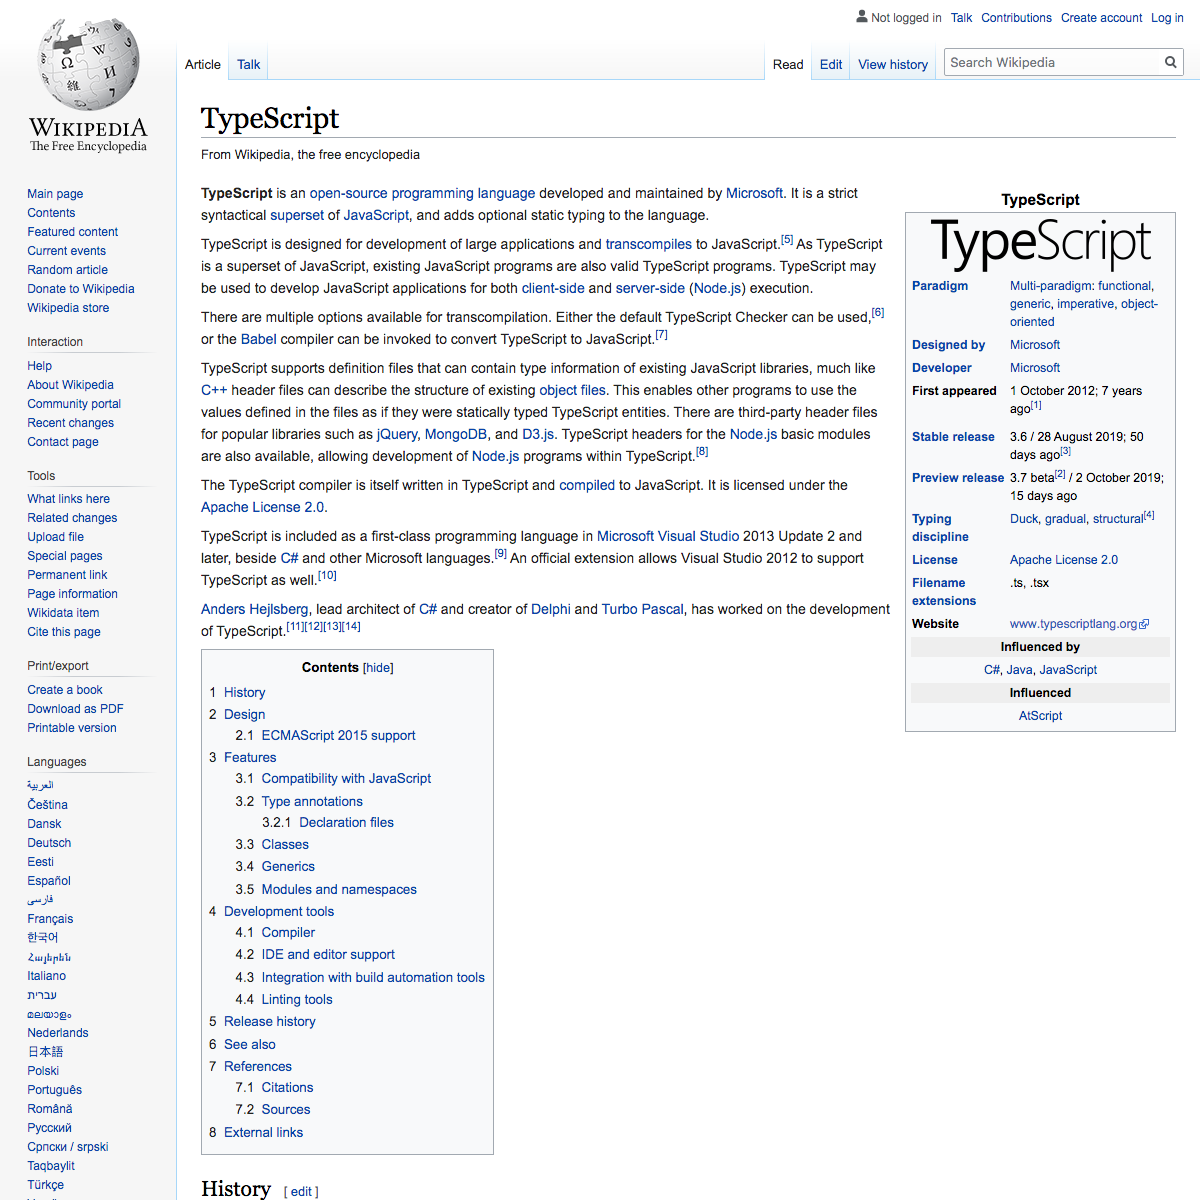 Not logged in Talk Contributions Create account Log in
Article Talk Read Edit View history Search Wikipedia
WIKIPEDIA
The Free Encyclopedia
Main page
Contents
Featured content
Current events
Random article
Donate to Wikipedia
Wikipedia store
Interaction
Help
About Wikipedia
Community portal
Recent changes
Contact page
Tools
What links here
Related changes
Upload file
Special pages
Permanent link
Page information
Wikidata item
Cite this page
Print/export
Create a book
Download as PDF
Printable version
Languages
العربية
Čeština
Dansk
Deutsch
Eesti
Español
فارسی
Français
한국어
Հայերեն
Italiano
עברית
മലയാളം
Nederlands
日本語
Polski
Português
Română
Русский
Српски / srpski
Taqbaylit
Türkçe
TypeScript
From Wikipedia, the free encyclopedia
TypeScript is an open-source programming language developed and maintained by Microsoft. It is a strict
syntactical superset of JavaScript, and adds optional static typing to the language.
TypeScript is designed for development of large applications and transcompiles to JavaScript.[5] As TypeScript
is a superset of JavaScript, existing JavaScript programs are also valid TypeScript programs. TypeScript may
be used to develop JavaScript applications for both client-side and server-side (Node.js) execution.
There are multiple options available for transcompilation. Either the default TypeScript Checker can be used,[6]
or the Babel compiler can be invoked to convert TypeScript to JavaScript.[7]
TypeScript supports definition files that can contain type information of existing JavaScript libraries, much like
C++ header files can describe the structure of existing object files. This enables other programs to use the
values defined in the files as if they were statically typed TypeScript entities. There are third-party header files
for popular libraries such as jQuery, MongoDB, and D3.js. TypeScript headers for the Node.js basic modules
are also available, allowing development of Node.js programs within TypeScript.[8]
The TypeScript compiler is itself written in TypeScript and compiled to JavaScript. It is licensed under the
Apache License 2.0.
TypeScript is included as a first-class programming language in Microsoft Visual Studio 2013 Update 2 and
later, beside C# and other Microsoft languages.[9] An official extension allows Visual Studio 2012 to support
TypeScript as well.[10]
Anders Hejlsberg, lead architect of C# and creator of Delphi and Turbo Pascal, has worked on the development
of TypeScript.[11][12][13][14]
TypeScript
TypeScript
Paradigm Multi-paradigm: functional,
generic, imperative, object-
oriented
Designed by Microsoft
Developer Microsoft
First appeared 1 October 2012; 7 years
ago[1]
Stable release 3.6 / 28 August 2019; 50
days ago[3]
Preview release 3.7 beta[2] / 2 October 2019;
15 days ago
Typing Duck, gradual, structural[4]
discipline
License Apache License 2.0
Filename .ts, .tsx
extensions
Website www.typescriptlang.org
Influenced by
C#, Java, JavaScript
Influenced
AtScript
Contents [hide]
1 History
2 Design
2.1 ECMAScript 2015 support
3 Features
3.1 Compatibility with JavaScript
3.2 Type annotations
3.2.1 Declaration files
3.3 Classes
3.4 Generics
3.5 Modules and namespaces
4 Development tools
4.1 Compiler
4.2 IDE and editor support
4.3 Integration with build automation tools
4.4 Linting tools
5 Release history
6 See also
7 References
7.1 Citations
7.2 Sources
8 External links
History [ edit ]